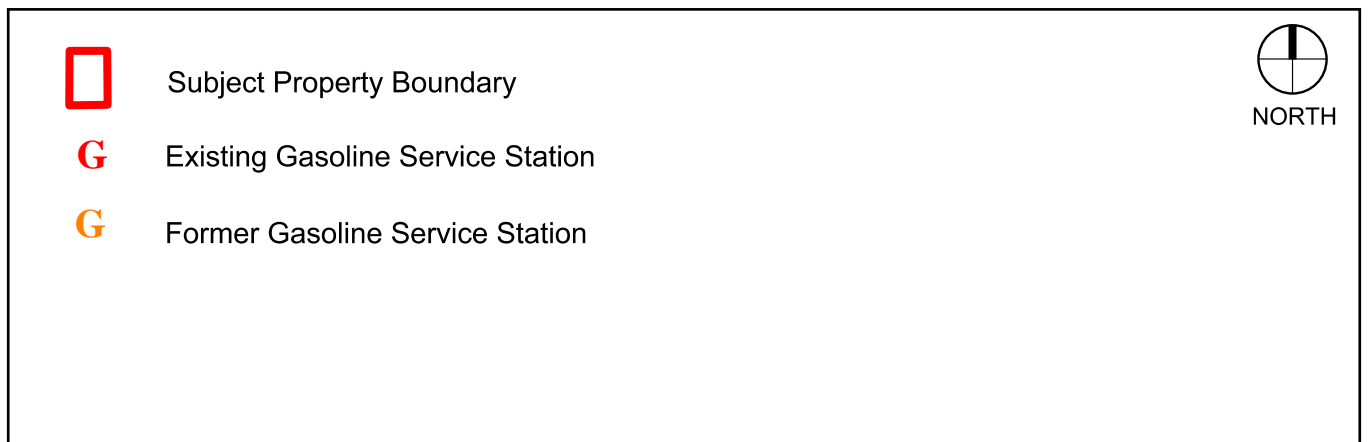 Subject Property Boundary
NORTH
G Existing Gasoline Service Station
G Former Gasoline Service Station